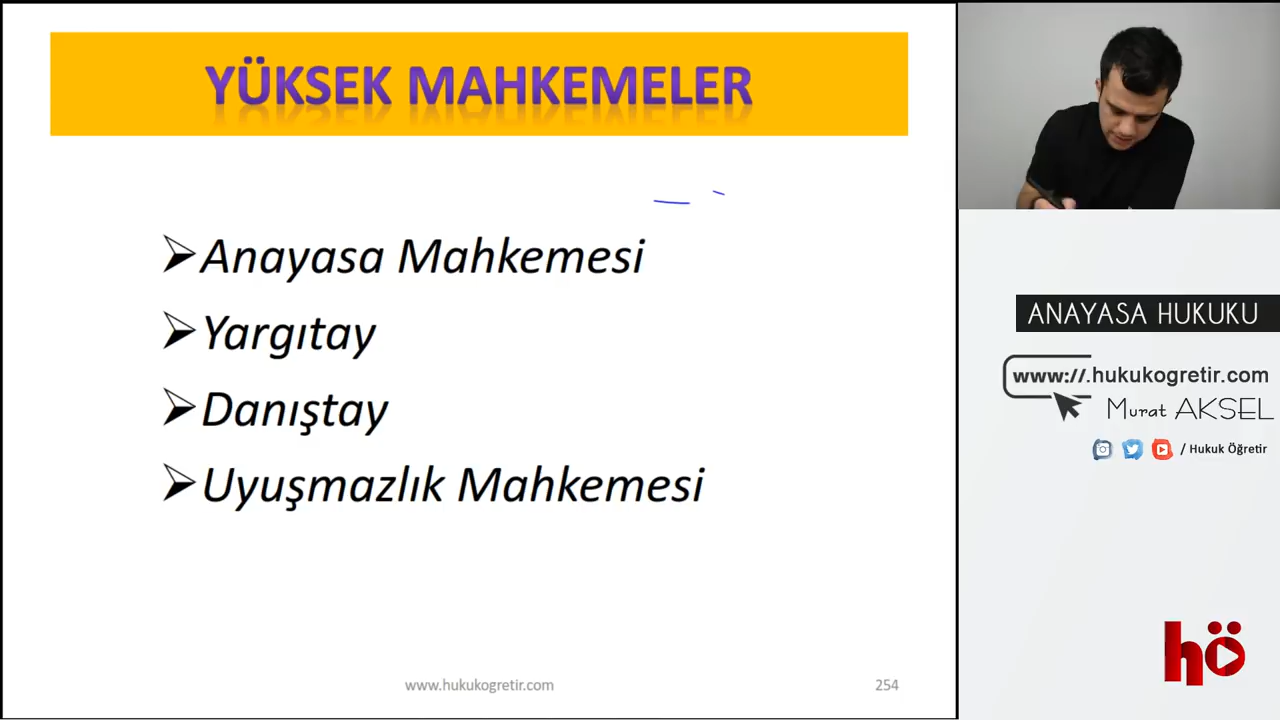 YÜKSEK MAHKEMELER
Anayasa Mahkemesi
Yargıtay
Danıştay
Uyuşmazlık Mahkemesi
www.hukukogretir.com
254
ANAYASA HUKUKU
www://.hukukogretir.com
Murat AKSEL
/ Hukuk Öğretir
hö